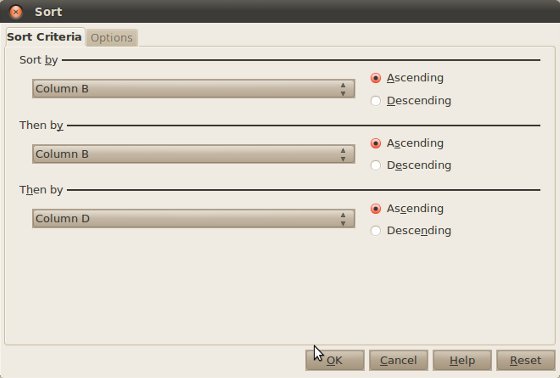 Sort
Sort Criteria Options
Sort by
Column B
Ascending
Descending
Then by
Column B
Ascending
Descending
Then by
Column D
Ascending
Descending
OK Cancel Help Reset